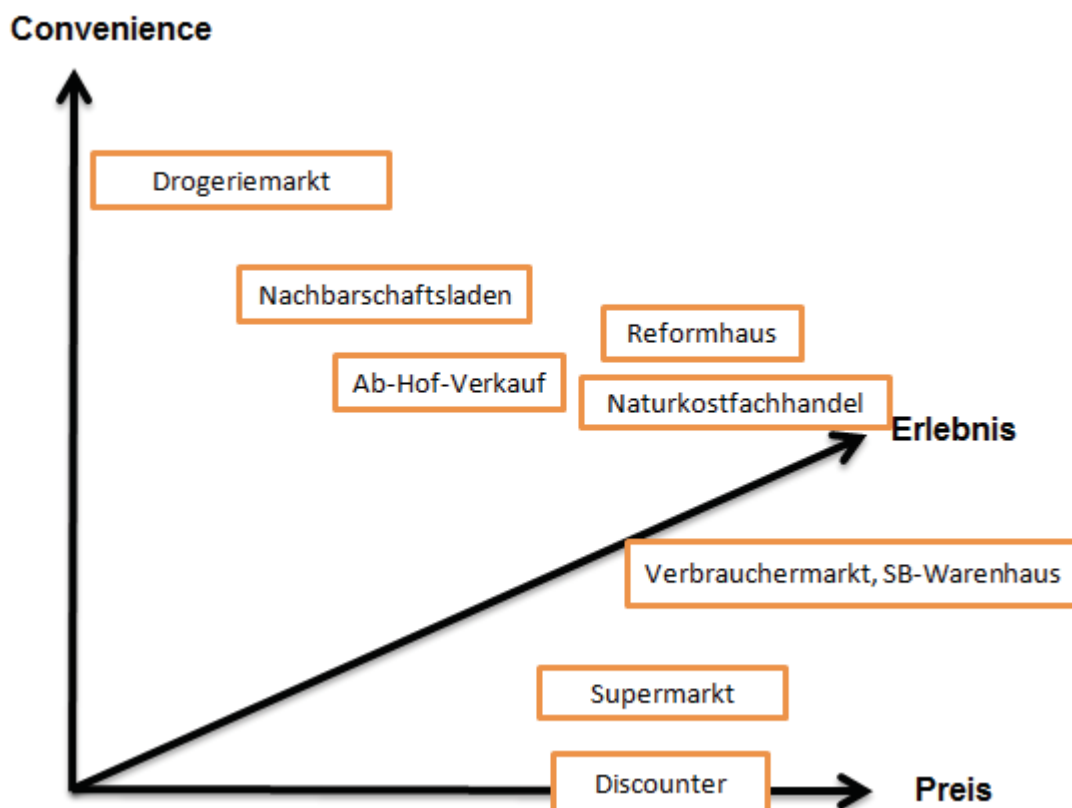 Convenience
Drogeriemarkt
Nachbarschaftsladen
Reformhaus
Ab-Hof-Verkauf
Naturkostfachhandel
Erlebnis
Verbrauchermarkt, SB-Warenhaus
Supermarkt
Discounter
Preis